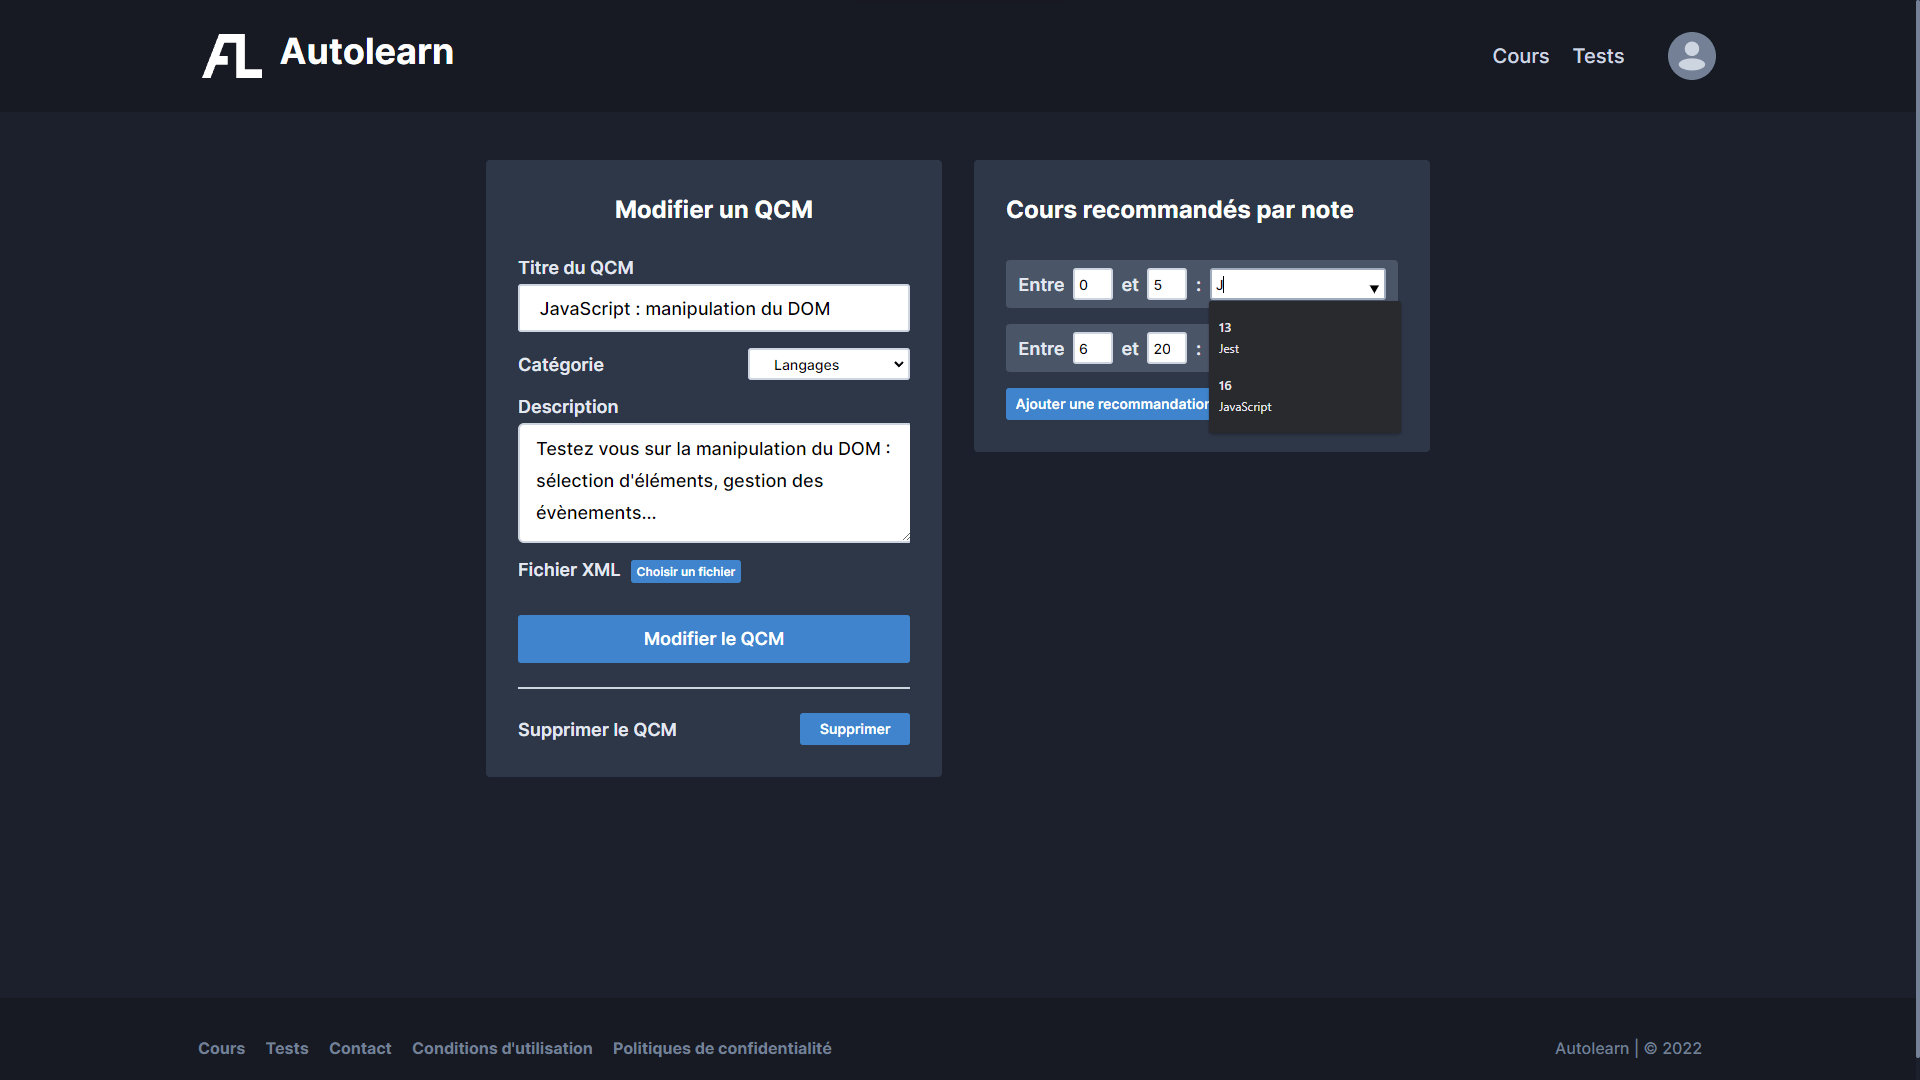 AL Autolearn
Cours Tests
Modifier un QCM
Titre du QCM
JavaScript : manipulation du DOM
Catégorie Langages
Description
Testez vous sur la manipulation du DOM :
sélection d'éléments, gestion des
évènements...
Fichier XML Choisir un fichier
Modifier le QCM
Supprimer le QCM Supprimer
Cours recommandés par note
Entre 0 et 5 : J
13
Jest
16
JavaScript
Entre 6 et 20 :
Ajouter une recommandation
Cours Tests Contact Conditions d'utilisation Politiques de confidentialité
Autolearn | © 2022